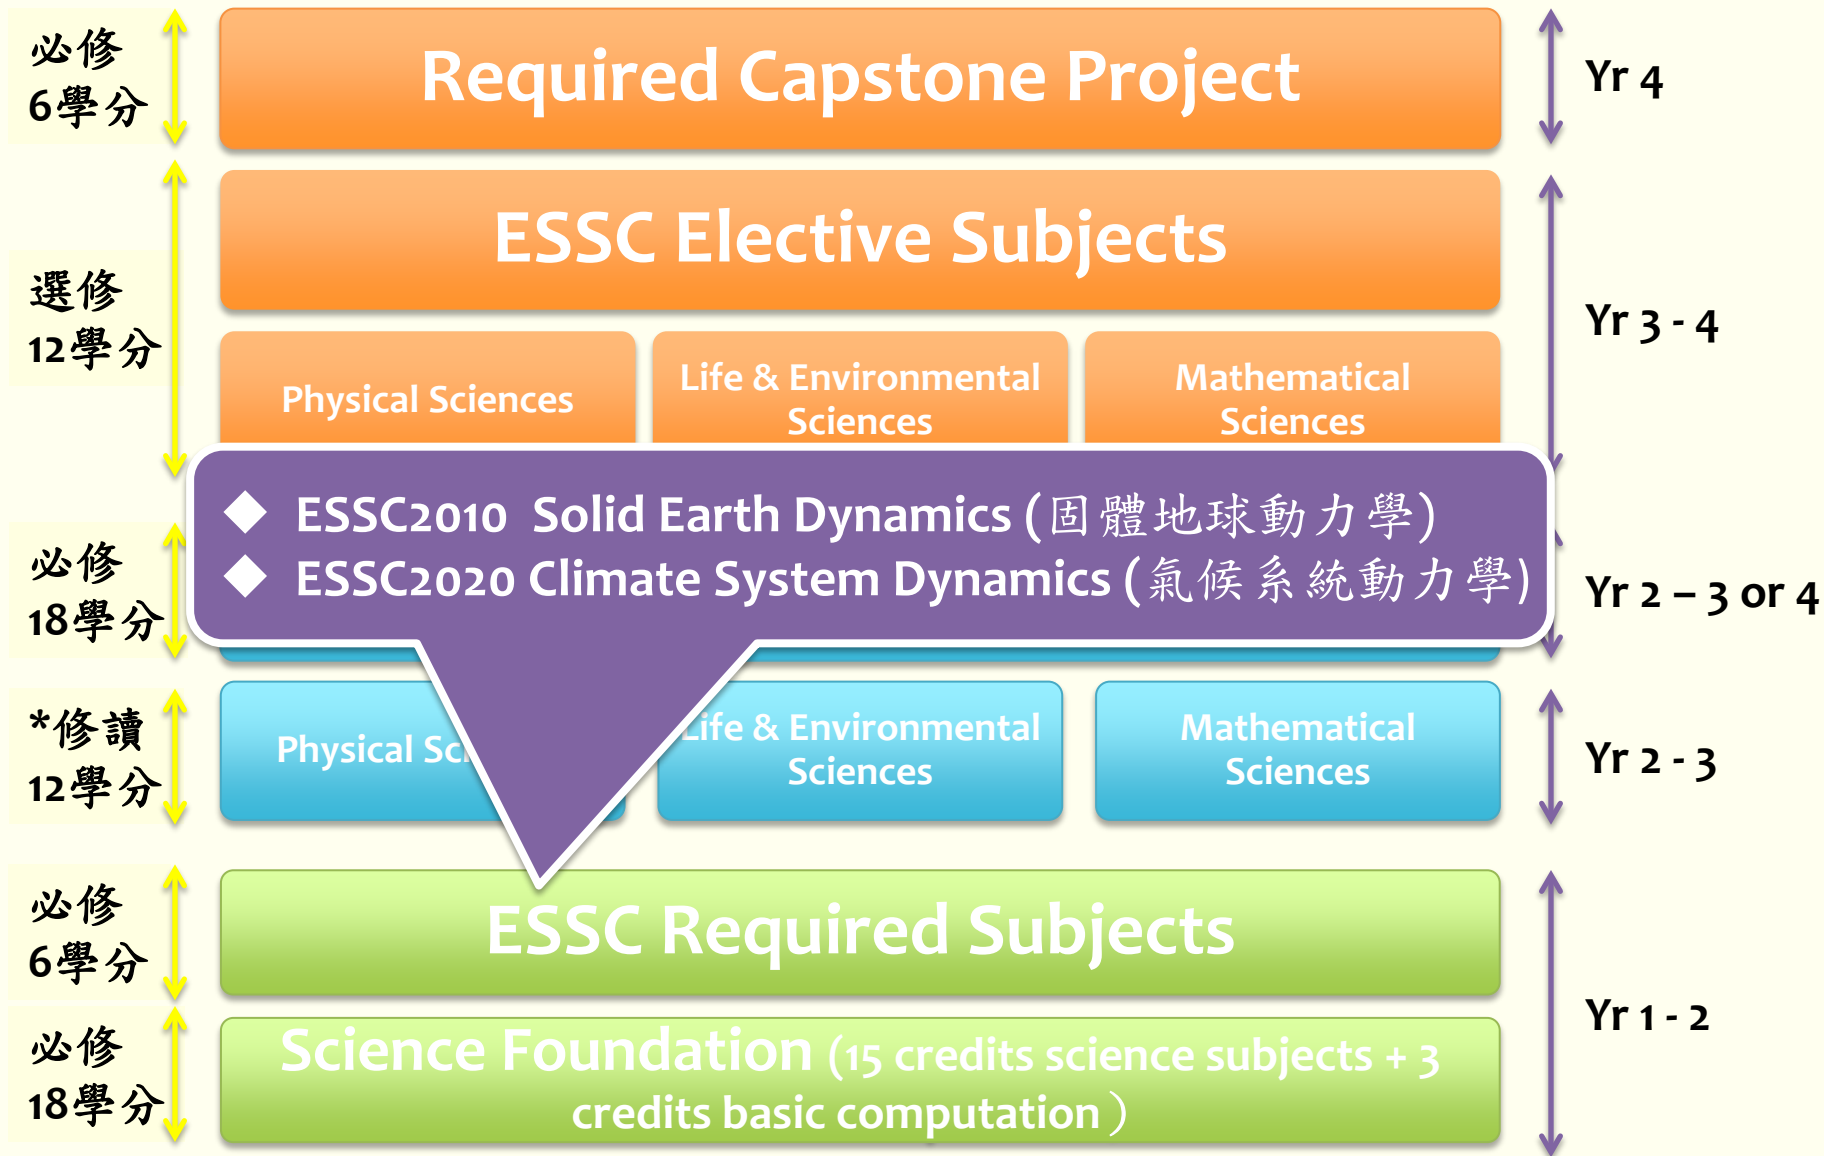 必修
6學分
Required Capstone Project
Yr 4
ESSC Elective Subjects
選修
12學分
Yr 3 - 4
Physical Sciences
Life & Environmental
Sciences
Mathematical
Sciences
◆ ESSC2010 Solid Earth Dynamics (固體地球動力學)
◆ ESSC2020 Climate System Dynamics (氣候系統動力學)
必修
18學分
Yr 2 – 3 or 4
*修讀
12學分
Physical
Life & Environmental
Sciences
Mathematical
Sciences
Yr 2 - 3
必修
6學分
ESSC Required Subjects
Yr 1 - 2
必修
18學分
Science Foundation (15 credits science subjects + 3
credits basic computation )